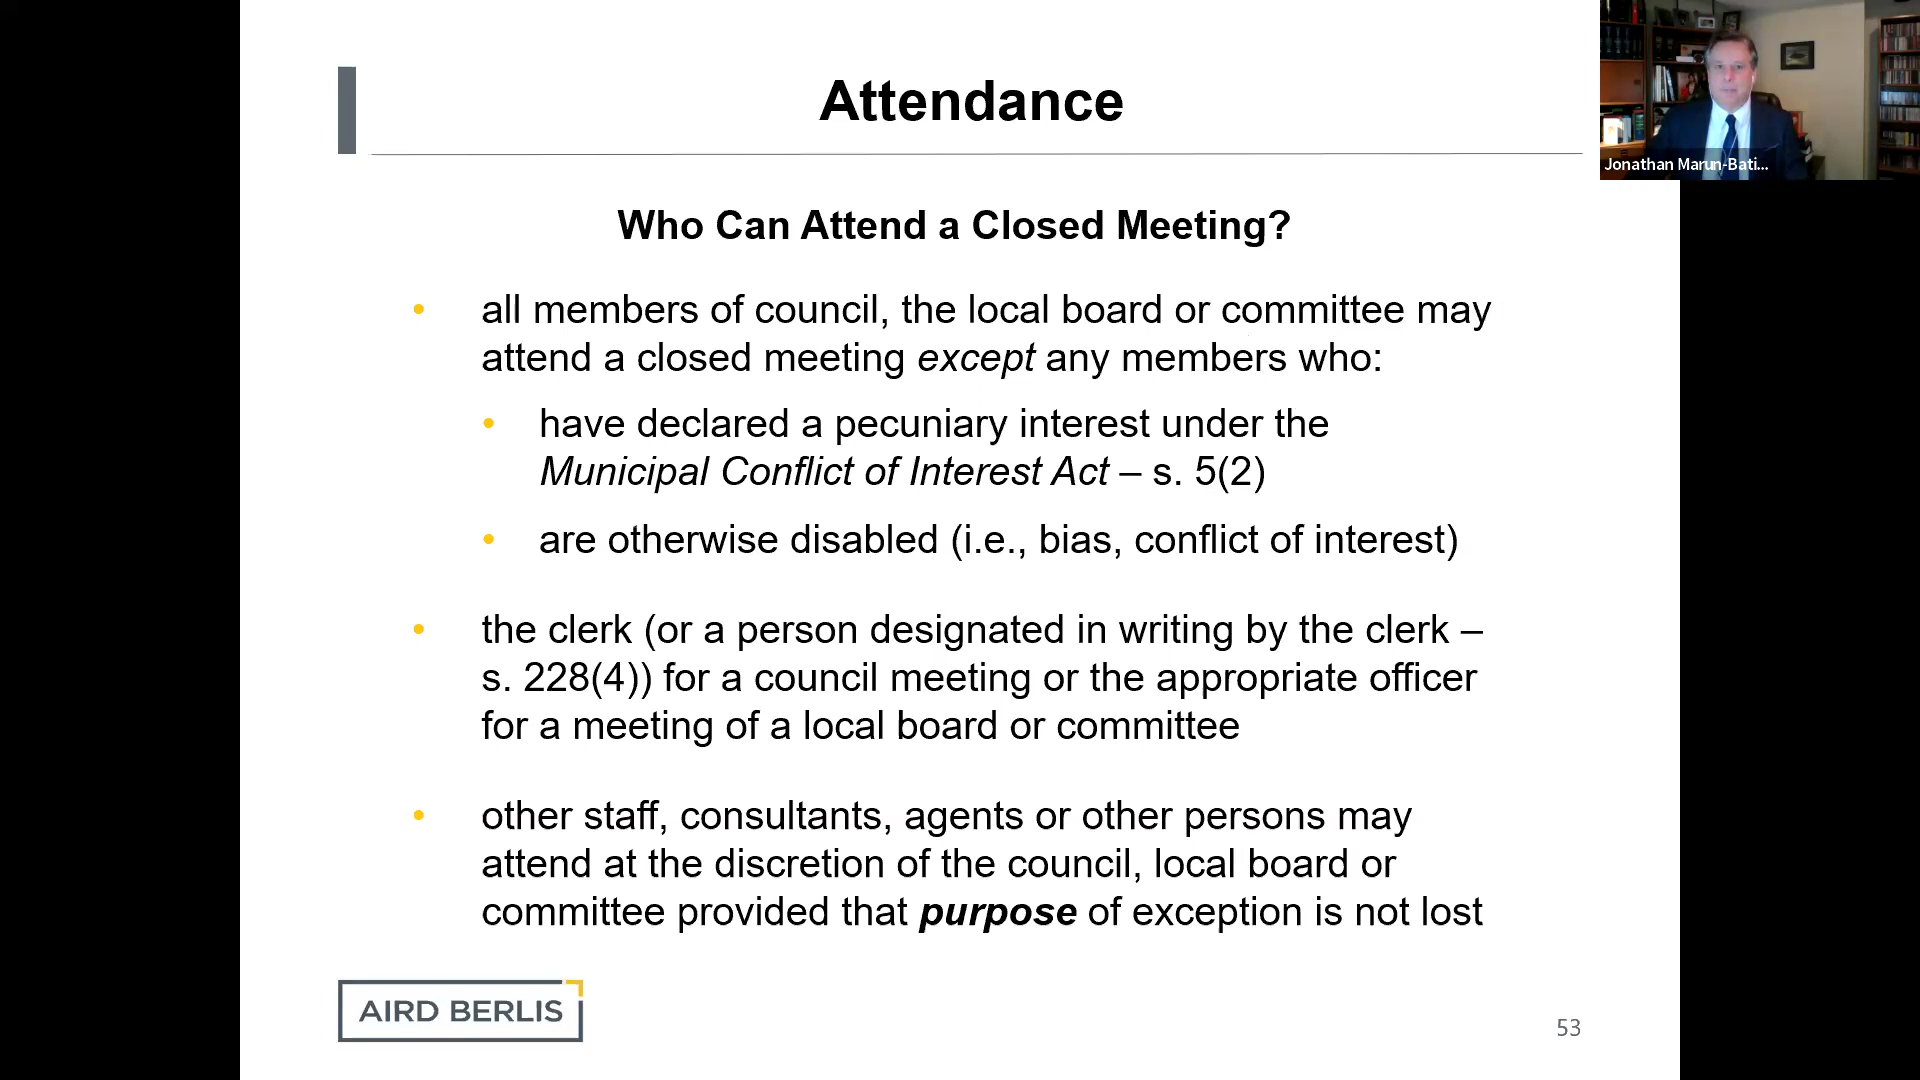 Attendance
Jonathan Marun-Bati...
Who Can Attend a Closed Meeting?
• all members of council, the local board or committee may
attend a closed meeting except any members who:
• have declared a pecuniary interest under the
Municipal Conflict of Interest Act – s. 5(2)
• are otherwise disabled (i.e., bias, conflict of interest)
• the clerk (or a person designated in writing by the clerk –
s. 228(4)) for a council meeting or the appropriate officer
for a meeting of a local board or committee
• other staff, consultants, agents or other persons may
attend at the discretion of the council, local board or
committee provided that purpose of exception is not lost
AIRD BERLIS
53